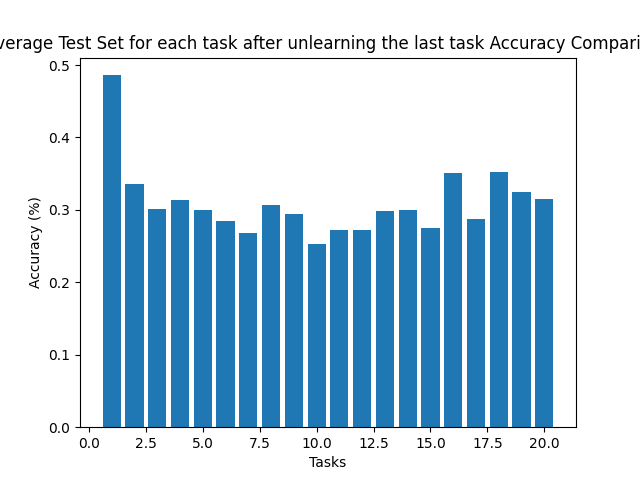 verage Test Set for each task after unlearning the last task Accuracy Compari
0.5
0.4
0.3
0.2
0.1
0.0
Accuracy (%)
0.0 2.5 5.0 7.5 10.0 12.5 15.0 17.5 20.0
Tasks